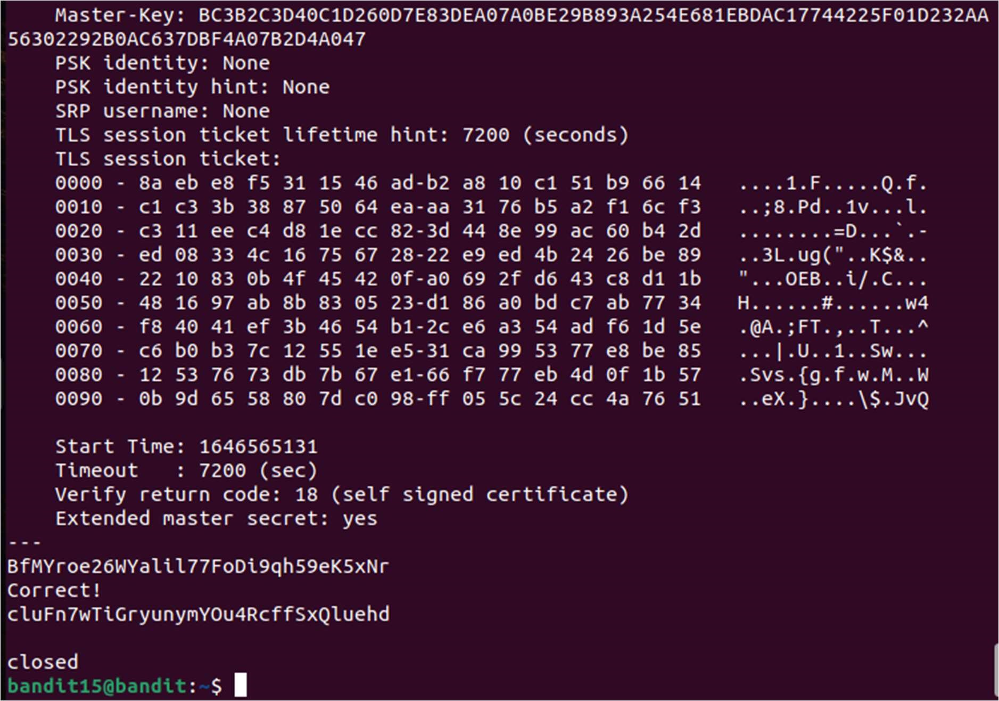 Master-Key: BC3B2C3D40C1D260D7E83DEA07A0BE29B893A254E681EBDAC17744225F01D232AA
56302292B0AC637DBF4A07B2D4A047
PSK identity: None
PSK identity hint: None
SRP username: None
TLS session ticket lifetime hint: 7200 (seconds)
TLS session ticket:
0000 - 8a eb e8 f5 31 15 46 ad-b2 a8 10 c1 51 b9 66 14   ....1.F.....Q.f.
0010 - c1 c3 3b 38 87 50 64 ea-aa 31 76 b5 a2 f1 6c f3   ..;8.Pd..1v...l.
0020 - c3 11 ee c4 d8 1e cc 82-3d 44 8e 99 ac 60 b4 2d   ........=D...`.-
0030 - ed 08 33 4c 16 75 67 28-22 e9 ed 4b 24 26 be 89   ..3L.ug("..K$&..
0040 - 22 10 83 0b 4f 45 42 0f-a0 69 2f d6 43 c8 d1 1b   "...OEB..i/.C...
0050 - 48 16 97 ab 8b 83 05 23-d1 86 a0 bd c7 ab 77 34   H......#......w4
0060 - f8 40 41 ef 3b 46 54 b1-2c e6 a3 54 ad f6 1d 5e   .@A.;FT.,..T...^
0070 - c6 b0 b3 7c 12 55 1e e5-31 ca 99 53 77 e8 be 85   ...|.U..1..Sw...
0080 - 12 53 76 73 db 7b 67 e1-66 f7 77 eb 4d 0f 1b 57   .Svs.{g.f.w.M..W
0090 - 0b 9d 65 58 80 7d c0 98-ff 05 5c 24 cc 4a 76 51   ..eX.}....\$.JvQ
Start Time: 1646565131
Timeout   : 7200 (sec)
Verify return code: 18 (self signed certificate)
Extended master secret: yes
---
BfMYroe26WYalil77FoDi9qh59eK5xNr
Correct!
cluFn7wTiGryunymYOu4RcffSxQluehd
closed
bandit15@bandit:~$